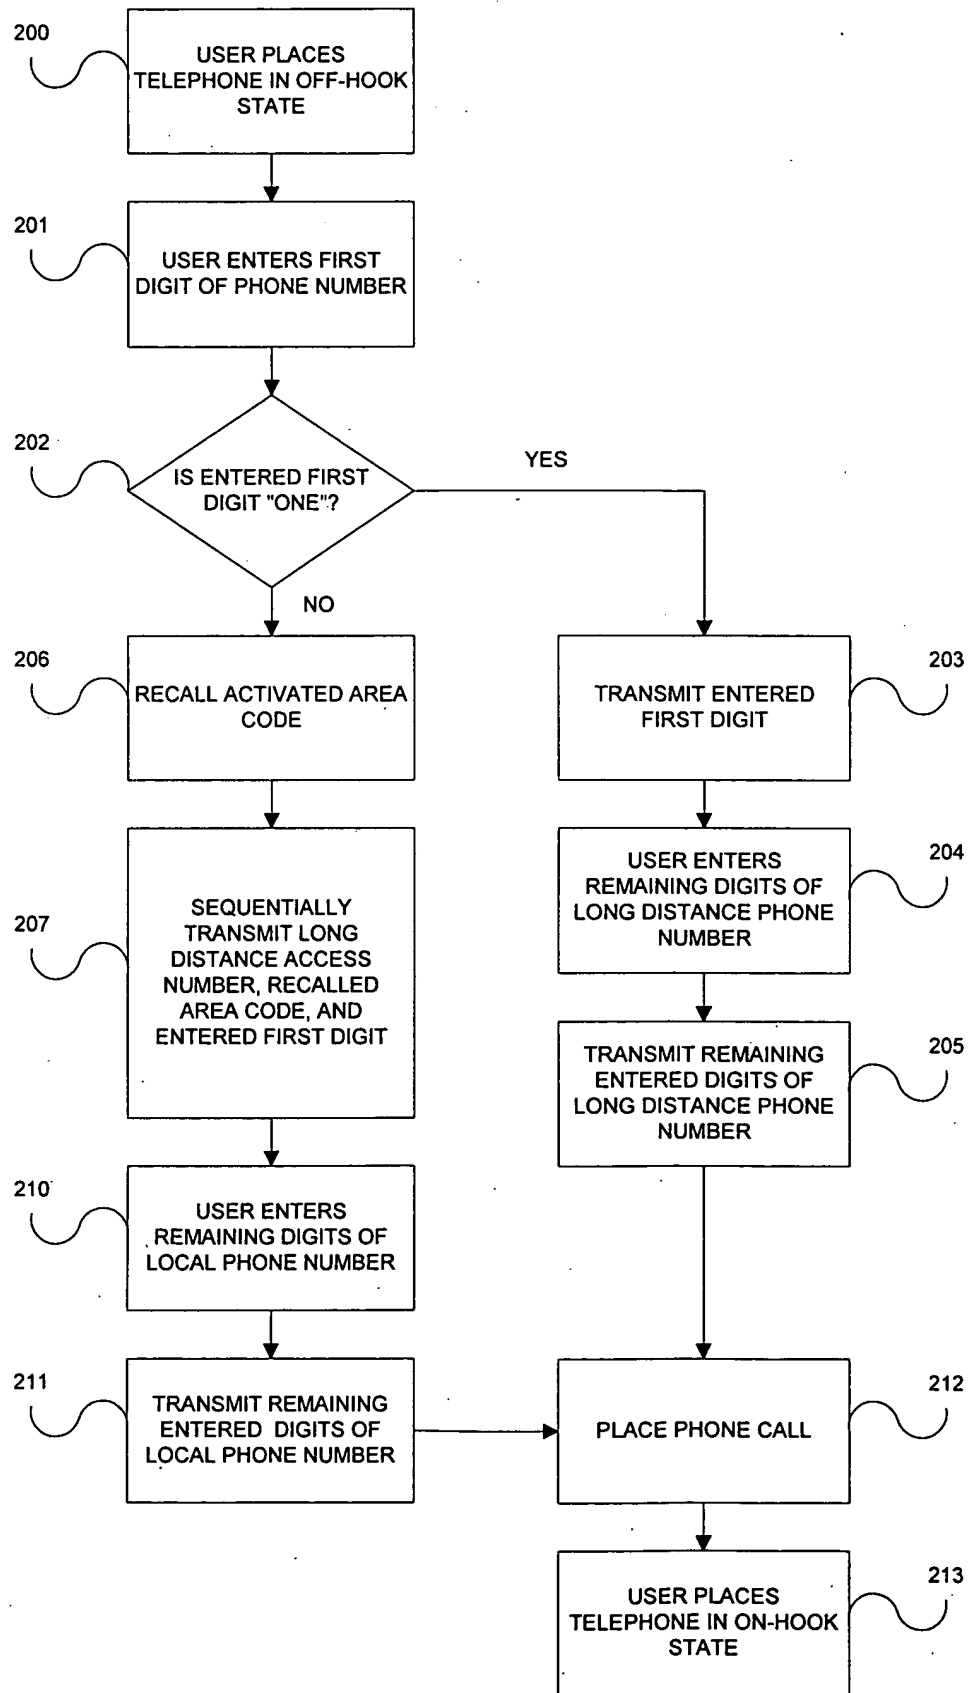 200
USER PLACES
TELEPHONE IN OFF-HOOK
STATE
201
USER ENTERS FIRST
DIGIT OF PHONE NUMBER
202
IS ENTERED FIRST
DIGIT "ONE"?
YES
NO
206
RECALL ACTIVATED AREA
CODE
203
TRANSMIT ENTERED
FIRST DIGIT
207
SEQUENTIALLY
TRANSMIT LONG
DISTANCE ACCESS
NUMBER, RECALLED
AREA CODE, AND
ENTERED FIRST DIGIT
204
USER ENTERS
REMAINING DIGITS OF
LONG DISTANCE PHONE
NUMBER
205
TRANSMIT REMAINING
ENTERED DIGITS OF
LONG DISTANCE PHONE
NUMBER
210
USER ENTERS
REMAINING DIGITS OF
LOCAL PHONE NUMBER
211
TRANSMIT REMAINING
ENTERED DIGITS OF
LOCAL PHONE NUMBER
212
PLACE PHONE CALL
213
USER PLACES
TELEPHONE IN ON-HOOK
STATE